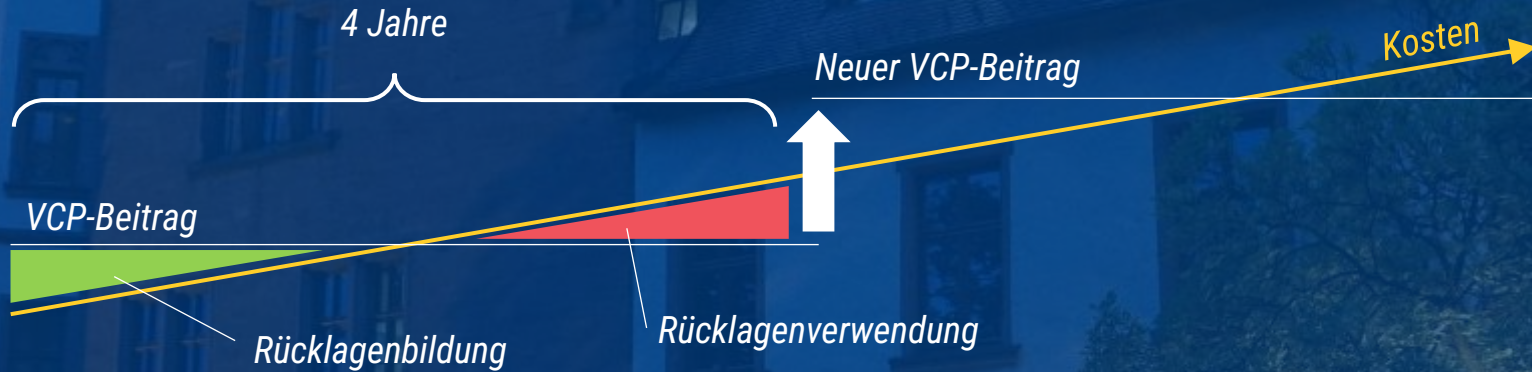 4 Jahre
Neuer VCP-Beitrag
Kosten
VCP-Beitrag
Rücklagenbildung
Rücklagenverwendung